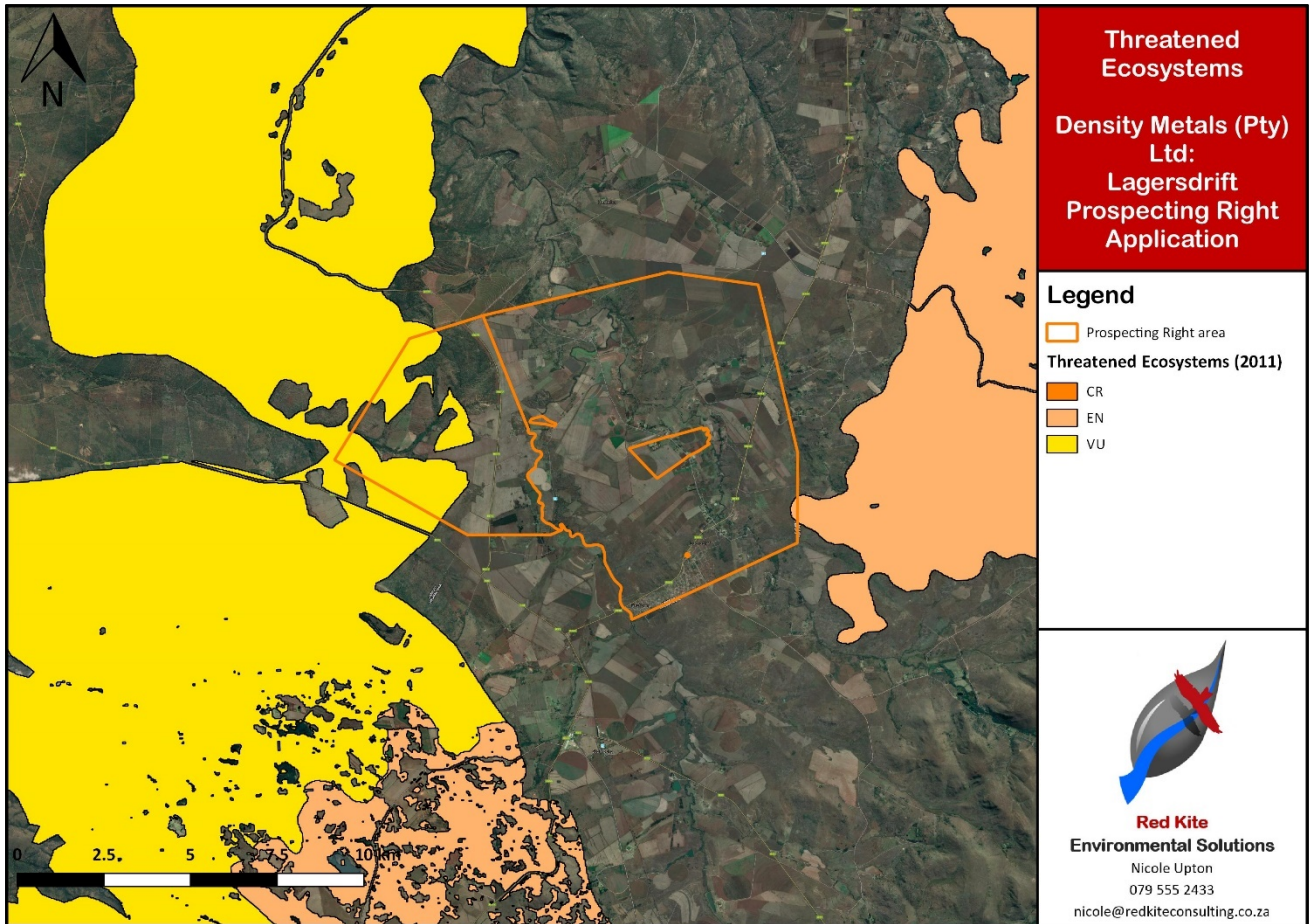 N
0 2.5 5 7.5 10 km
Threatened
Ecosystems
Density Metals (Pty)
Ltd:
Lagersdrift
Prospecting Right
Application
Legend
Prospecting Right area
Threatened Ecosystems (2011)
CR
EN
VU
Red Kite
Environmental Solutions
Nicole Upton
079 555 2433
nicole@redkiteconsulting.co.za